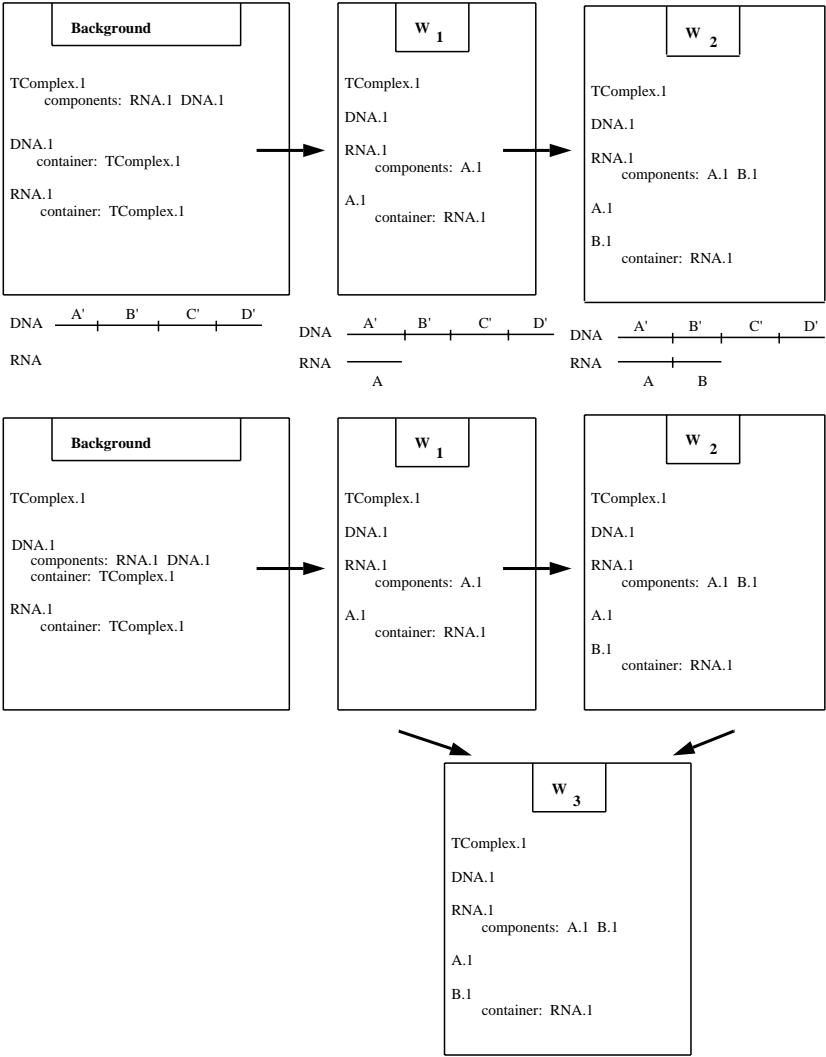 Background
TComplex.1
components: RNA.1 DNA.1
DNA.1
container: TComplex.1
RNA.1
container: TComplex.1
W 1
TComplex.1
DNA.1
RNA.1
components: A.1
A.1
container: RNA.1
W 2
TComplex.1
DNA.1
RNA.1
components: A.1 B.1
A.1
B.1
container: RNA.1
DNA A' B' C' D'
RNA
DNA A' B' C' D'
RNA
A
DNA A' B' C' D'
RNA
A B
Background
TComplex.1
DNA.1
components: RNA.1 DNA.1
container: TComplex.1
RNA.1
container: TComplex.1
W 1
TComplex.1
DNA.1
RNA.1
components: A.1
A.1
container: RNA.1
W 2
TComplex.1
DNA.1
RNA.1
components: A.1 B.1
A.1
B.1
container: RNA.1
W 3
TComplex.1
DNA.1
RNA.1
components: A.1 B.1
A.1
B.1
container: RNA.1